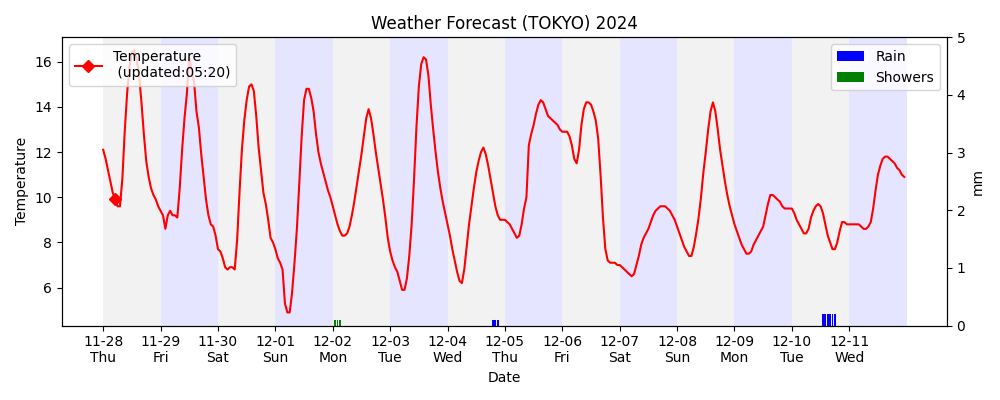 Weather Forecast (TOKYO) 2024
Temperature
(updated:05:20)
Rain
Showers
Temperature
16
14
12
10
8
6
5
4
3
2
1
0
mm
11-28 11-29 11-30 12-01 12-02 12-03 12-04 12-05 12-06 12-07 12-08 12-09 12-10 12-11
Thu Fri Sat Sun Mon Tue Wed Thu Fri Sat Sun Mon Tue Wed
Date